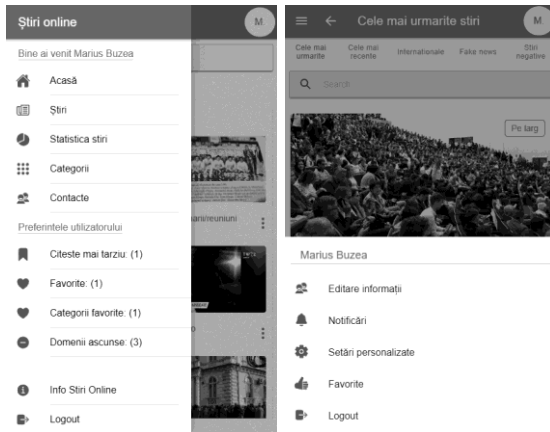 Știri online
M
Bine ai venit Marius Buzea
Acasă
Știri
Statistica stiri
Categorii
Contacte
Preferintele utilizatorului
Citeste mai tarziu: (1)
Favorite: (1)
Categorii favorite: (1)
Domenii ascunse: (3)
Info Stiri Online
Logout
Cele mai urmarite stiri
M
Cele mai urmarite
Cele mai recente
Internationale
Fake news
Stiri negative
Search
Pe larg
Marius Buzea
Editare informații
Notificări
Setări personalizate
Favorite
Logout